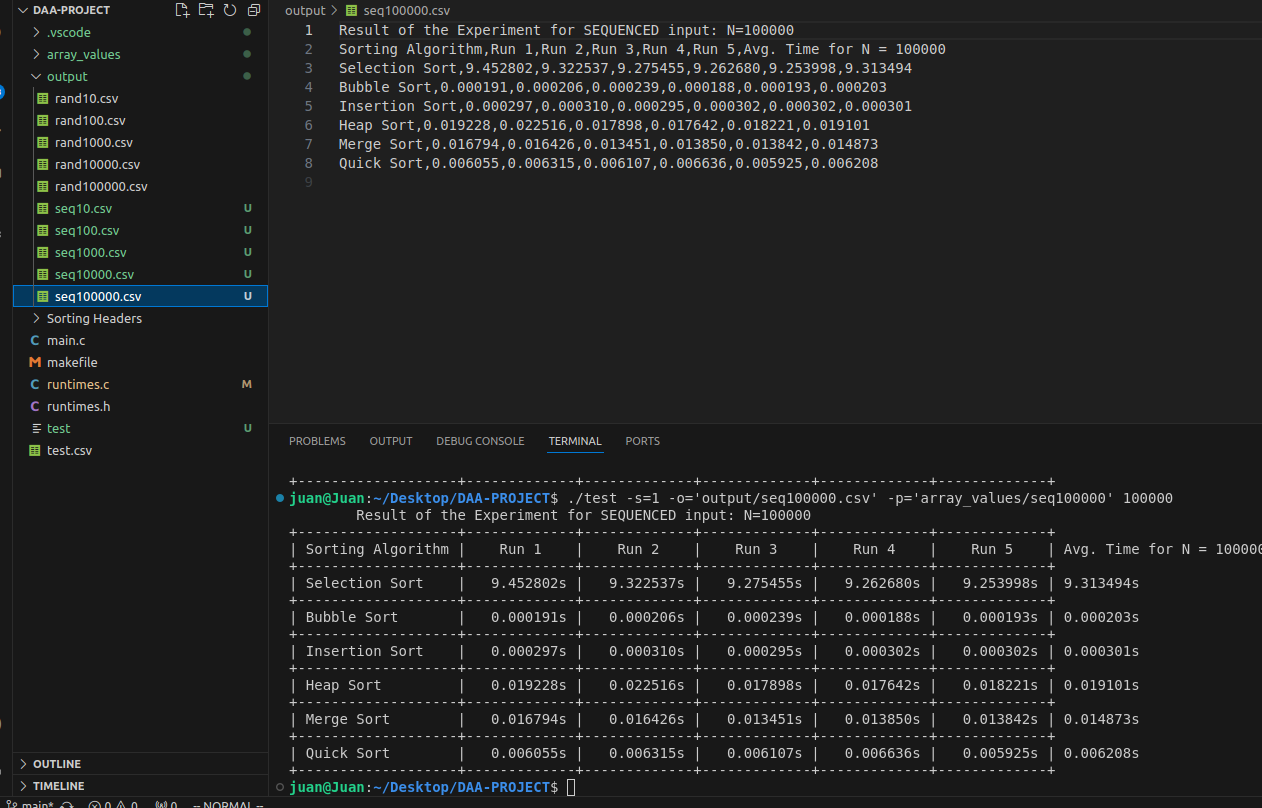 DAA-PROJECT
.vscode
array_values
output
rand10.csv
rand100.csv
rand1000.csv
rand10000.csv
rand100000.csv
seq10.csv U
seq100.csv U
seq1000.csv U
seq10000.csv U
seq100000.csv U
Sorting Headers
C main.c
M makefile
C runtimes.c M
C runtimes.h
test U
test.csv
OUTLINE
TIMELINE
output > seq100000.csv
1 Result of the Experiment for SEQUENCED input: N=100000
2 Sorting Algorithm,Run 1,Run 2,Run 3,Run 4,Run 5,Avg. Time for N = 100000
3 Selection Sort,9.452802,9.322537,9.275455,9.262680,9.253998,9.313494
4 Bubble Sort,0.000191,0.000206,0.000239,0.000188,0.000193,0.000203
5 Insertion Sort,0.000297,0.000310,0.000295,0.000302,0.000302,0.000301
6 Heap Sort,0.019228,0.022516,0.017898,0.017642,0.018221,0.019101
7 Merge Sort,0.016794,0.016426,0.013451,0.013850,0.013842,0.014873
8 Quick Sort,0.006055,0.006315,0.006107,0.006636,0.005925,0.006208
9
PROBLEMS OUTPUT DEBUG CONSOLE TERMINAL PORTS
+-------------------+-------------+-------------+-------------+-------------+-------------+
juan@Juan:~/Desktop/DAA-PROJECT$ ./test -s=1 -o='output/seq100000.csv' -p='array_values/seq100000' 100000
Result of the Experiment for SEQUENCED input: N=100000
+-------------------+-------------+-------------+-------------+-------------+-------------+
| Sorting Algorithm | Run 1 | Run 2 | Run 3 | Run 4 | Run 5 | Avg. Time for N = 100000
+-------------------+-------------+-------------+-------------+-------------+-------------+
| Selection Sort | 9.452802s | 9.322537s | 9.275455s | 9.262680s | 9.253998s | 9.313494s
+-------------------+-------------+-------------+-------------+-------------+-------------+
| Bubble Sort | 0.000191s | 0.000206s | 0.000239s | 0.000188s | 0.000193s | 0.000203s
+-------------------+-------------+-------------+-------------+-------------+-------------+
| Insertion Sort | 0.000297s | 0.000310s | 0.000295s | 0.000302s | 0.000302s | 0.000301s
+-------------------+-------------+-------------+-------------+-------------+-------------+
| Heap Sort | 0.019228s | 0.022516s | 0.017898s | 0.017642s | 0.018221s | 0.019101s
+-------------------+-------------+-------------+-------------+-------------+-------------+
| Merge Sort | 0.016794s | 0.016426s | 0.013451s | 0.013850s | 0.013842s | 0.014873s
+-------------------+-------------+-------------+-------------+-------------+-------------+
| Quick Sort | 0.006055s | 0.006315s | 0.006107s | 0.006636s | 0.005925s | 0.006208s
+-------------------+-------------+-------------+-------------+-------------+-------------+
juan@Juan:~/Desktop/DAA-PROJECT$
main* 0 0 0 -- NORMAL --